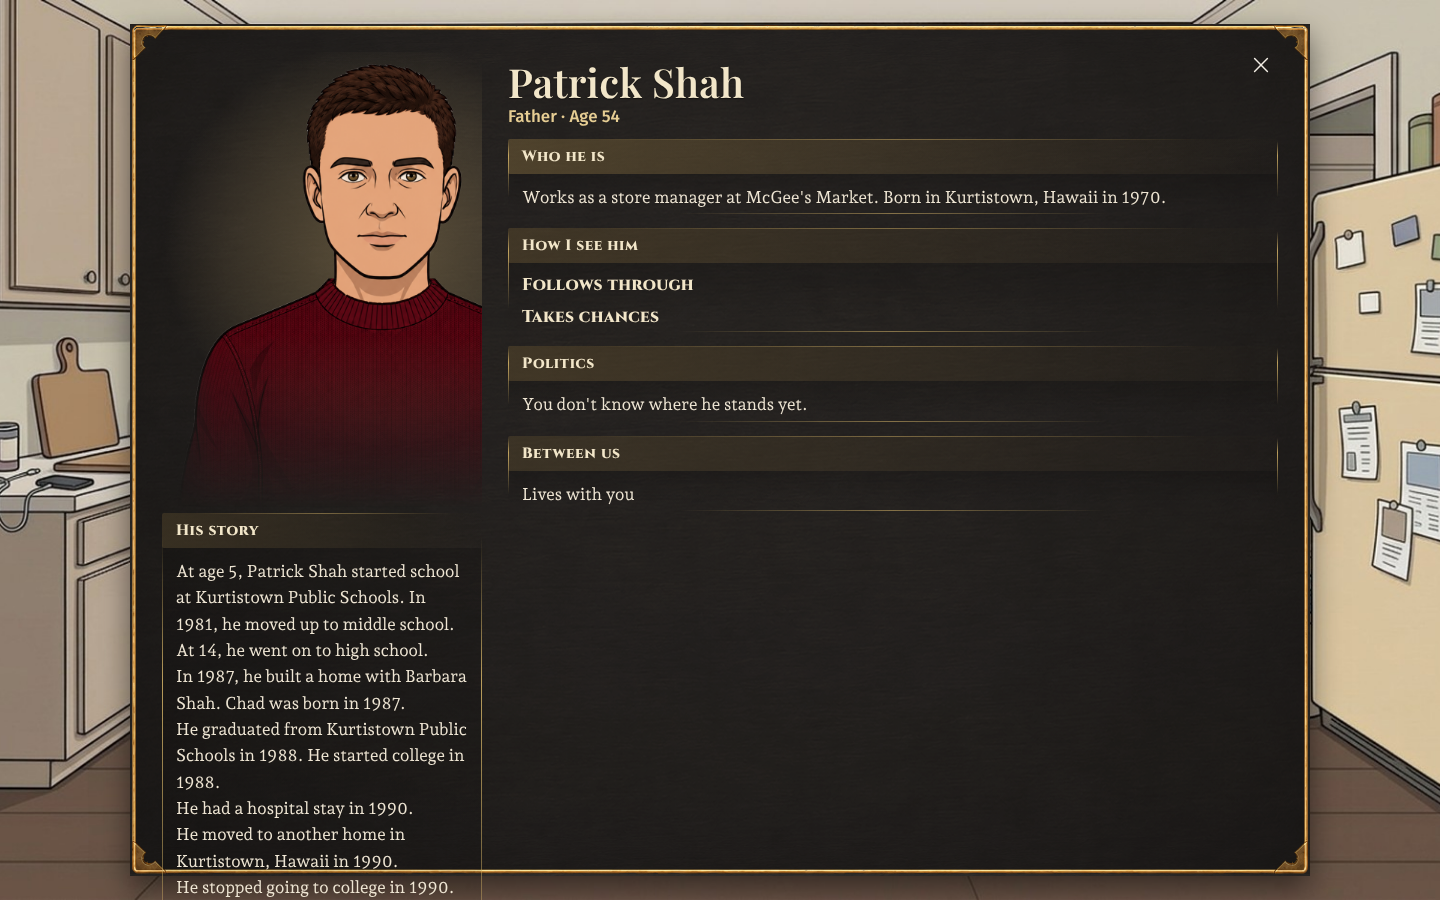 Patrick Shah
Father · Age 54
Who he is
Works as a store manager at McGee's Market. Born in Kurtistown, Hawaii in 1970.
How I see him
Follows through
Takes chances
Politics
You don't know where he stands yet.
Between us
Lives with you
His story
At age 5, Patrick Shah started school
at Kurtistown Public Schools. In
1981, he moved up to middle school.
At 14, he went on to high school.
In 1987, he built a home with Barbara
Shah. Chad was born in 1987.
He graduated from Kurtistown Public
Schools in 1988. He started college in
1988.
He had a hospital stay in 1990.
He moved to another home in
Kurtistown, Hawaii in 1990.
He stopped going to college in 1990.